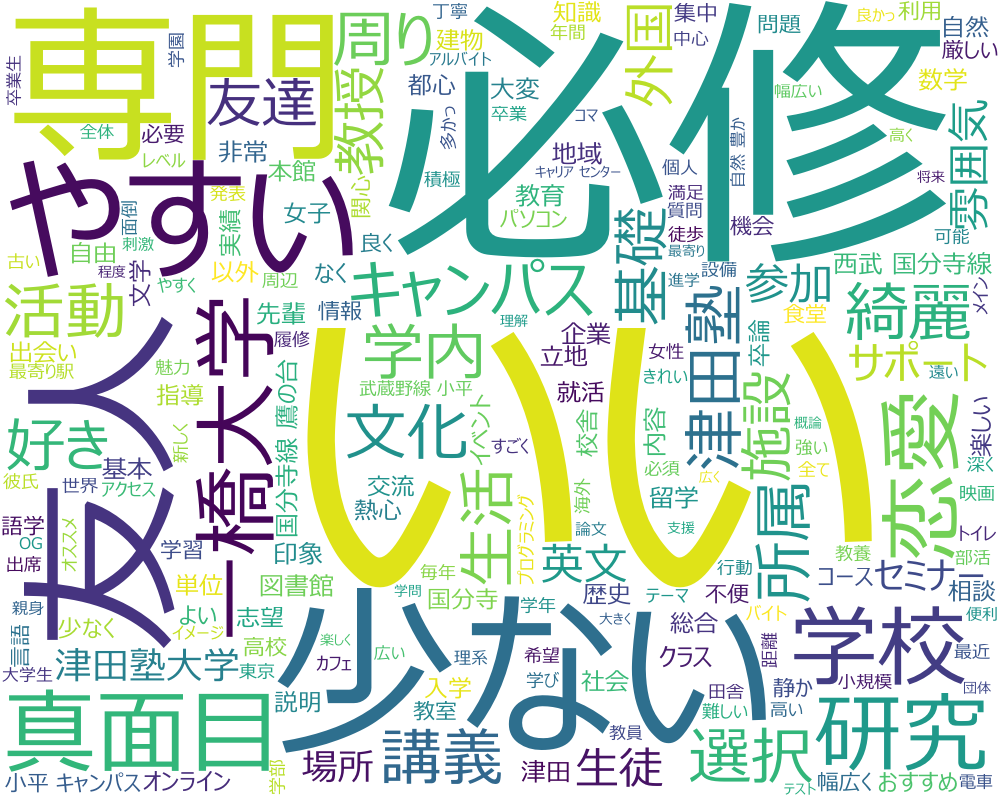 専門
必修
いい
やすい
友人
少ない
一橋大学
真面目
学校
研究
恋愛
友達
周り
教授
外国
雰囲気
基礎
キャンパス
学内
文化
生活
活動
好き
津田塾
施設
所属
参加
綺麗
サポート
英文
セミナー
講義
選択
生徒
場所
津田塾大学
卒業生
学園
丁寧
建物
アルバイト
知識
年間
集中
中心
問題
良かっ
利用
自然
厳しい
数学
全体
必要
レベル
非常
本館
都心
大変
多かっ
卒業
コマ
幅広い
自然 豊か
高く
将来
積極
地域
キャリア センター
個人
教育
パソコン
満足
質問
徒歩
最寄り
機会
可能
発表
面倒
刺激
実績
女子
関心
良く
古い
自由
程度
文学
やすく
以外
周辺
なく
情報
先輩
設備
進学
西武 国分寺線
メイン
食堂
遠い
出会い
最寄り駅
魅力
履修
指導
新しく
武蔵野線 小平
国分寺線 鷹の台
理解
企業
立地
就活
女性
きれい
卒論
イベント
すごく
校舎
内容
必須
概論
強い
全て
広く
楽しい
深く
彼氏
世界
基本
アクセス
交流
熱心
プログラミング
海外
論文
留学
支援
映画
トイレ
教養
部活
語学
OG
出席
オススメ
学習
印象
単位
図書館
毎年
国分寺
学年
行動
テーマ
歴史
不便
バイト
コース
相談
便利
親身
言語
少なく
イメージ
よい
志望
学問
楽しく
大きく
総合
大学生
高校
東京
カフェ
広い
理系
希望
学び
クラス
距離
小規模
最近
団体
説明
入学
教室
社会
田舎
難しい
静か
高い
教員
津田
小平 キャンパス
オンライン
学部
テスト
幅広く
おすすめ
電車